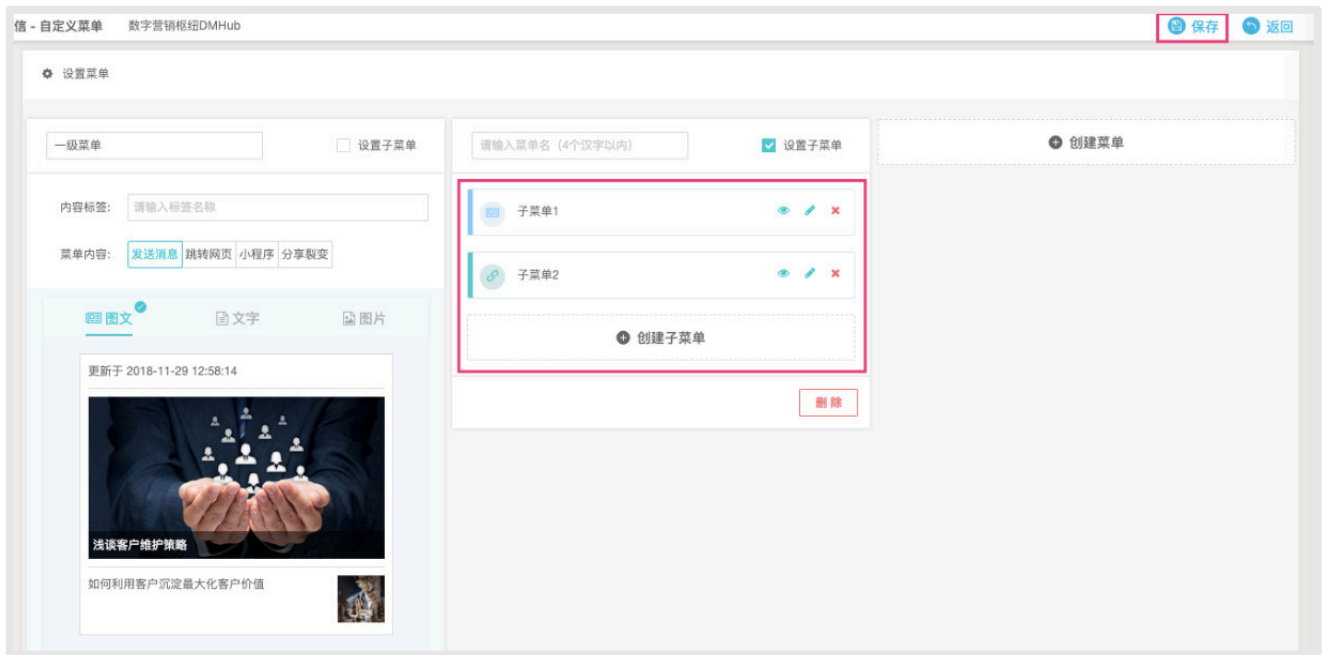 信 - 自定义菜单 数字营销枢纽DMHub 保存 返回
设置菜单
一级菜单 设置子菜单
内容标签: 请输入标签名称
菜单内容: 发送消息 跳转网页 小程序 分享裂变
图文 文字 图片
更新于 2018-11-29 12:58:14
浅谈客户维护策略
如何利用客户沉淀最大化客户价值
请输入菜单名（4个汉字以内） 设置子菜单
子菜单1
子菜单2
创建子菜单
删 除
创建菜单